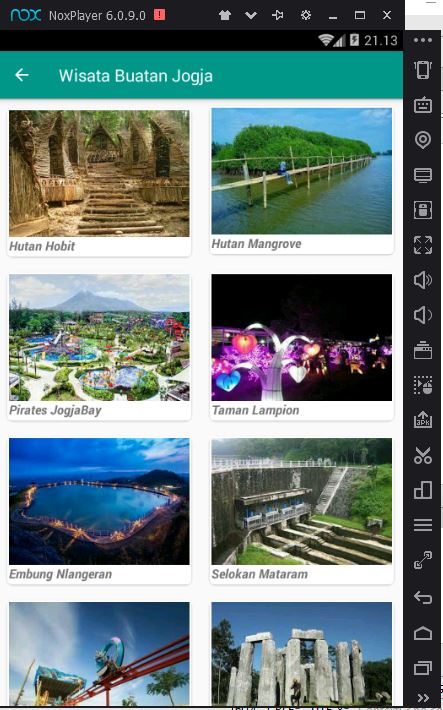 nox NoxPlayer 6.0.9.0
21.13
Wisata Buatan Jogja
Hutan Hobit
Hutan Mangrove
Pirates JogjaBay
Taman Lampion
Embung Nlangeran
Selokan Mataram